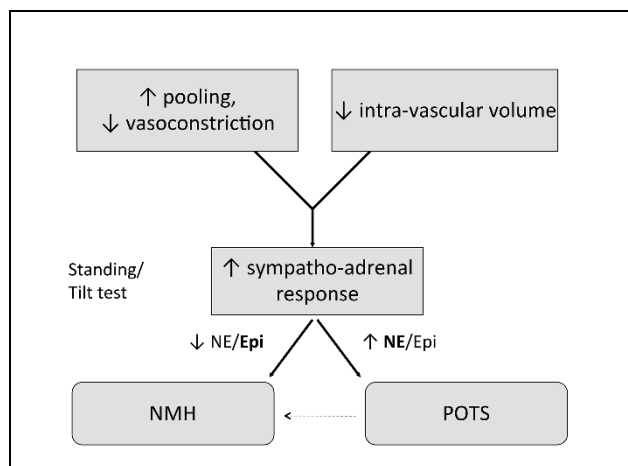 ↑ pooling,
↓ vasoconstriction
↓ intra-vascular volume
Standing/
Tilt test
↑ sympatho-adrenal
response
↓ NE/Epi
↑ NE/Epi
NMH
POTS